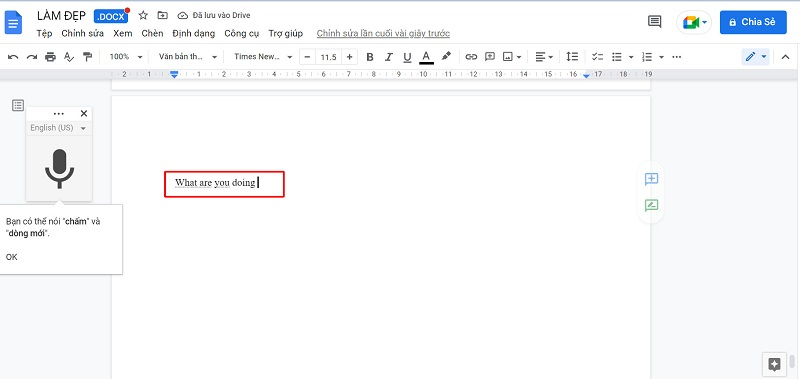 LÀM ĐẸP .DOCX Đã lưu vào Drive
Tệp Chỉnh sửa Xem Chèn Định dạng Công cụ Trợ giúp Chỉnh sửa lần cuối vài giây trước
Chia Sẻ
100% Văn bản th... Times New... 11.5 B I U A
2 1 1 2 3 4 5 6 7 8 9 10 11 12 13 14 15 16 17 18 19
English (US)
What are you doing
Bạn có thể nói "chấm" và
"dòng mới".
OK